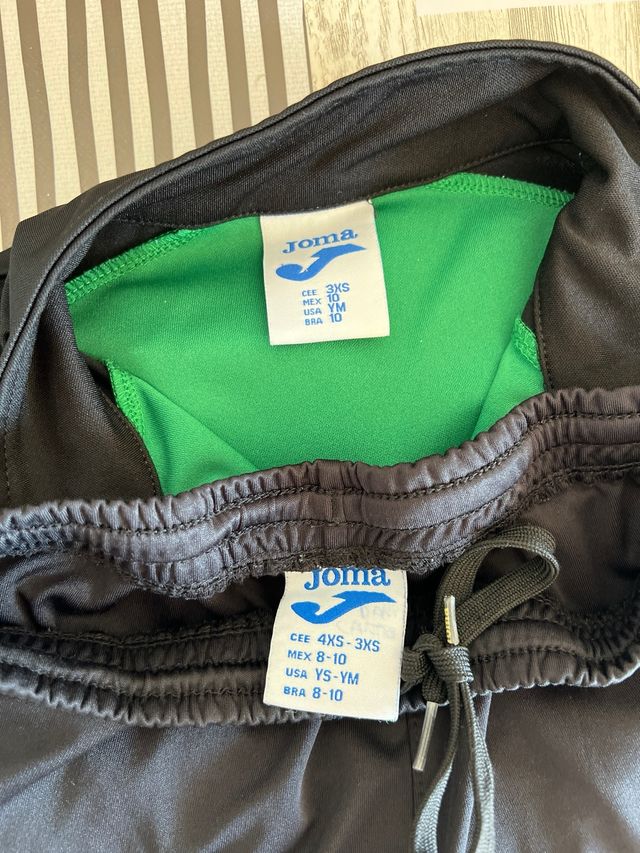 Joma
CEE 3XS
MEX 10
USA YM
BRA 10
Joma
CEE 4XS - 3XS
MEX 8-10
USA YS-YM
BRA 8-10